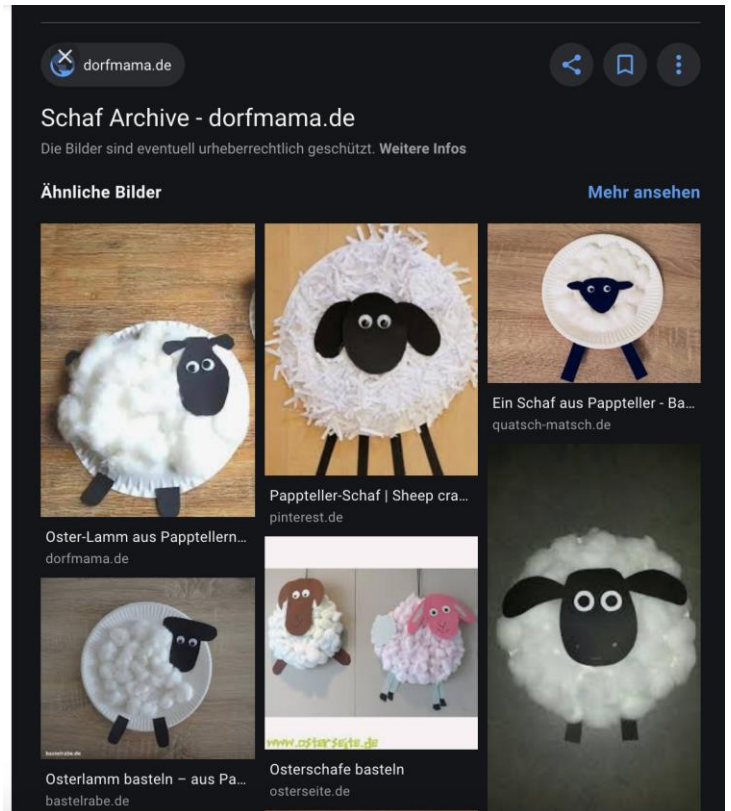 dorfmama.de
Schaf Archive - dorfmama.de
Die Bilder sind eventuell urheberrechtlich geschützt. Weitere Infos
Ähnliche Bilder
Mehr ansehen
Oster-Lamm aus Papptellern...
dorfmama.de
Pappteller-Schaf | Sheep cra...
pinterest.de
Ein Schaf aus Pappteller - Ba...
quatsch-matsch.de
bastelrabe.de
Osterlamm basteln – aus Pa...
bastelrabe.de
www.osterseite.de
Osterschafe basteln
osterseite.de